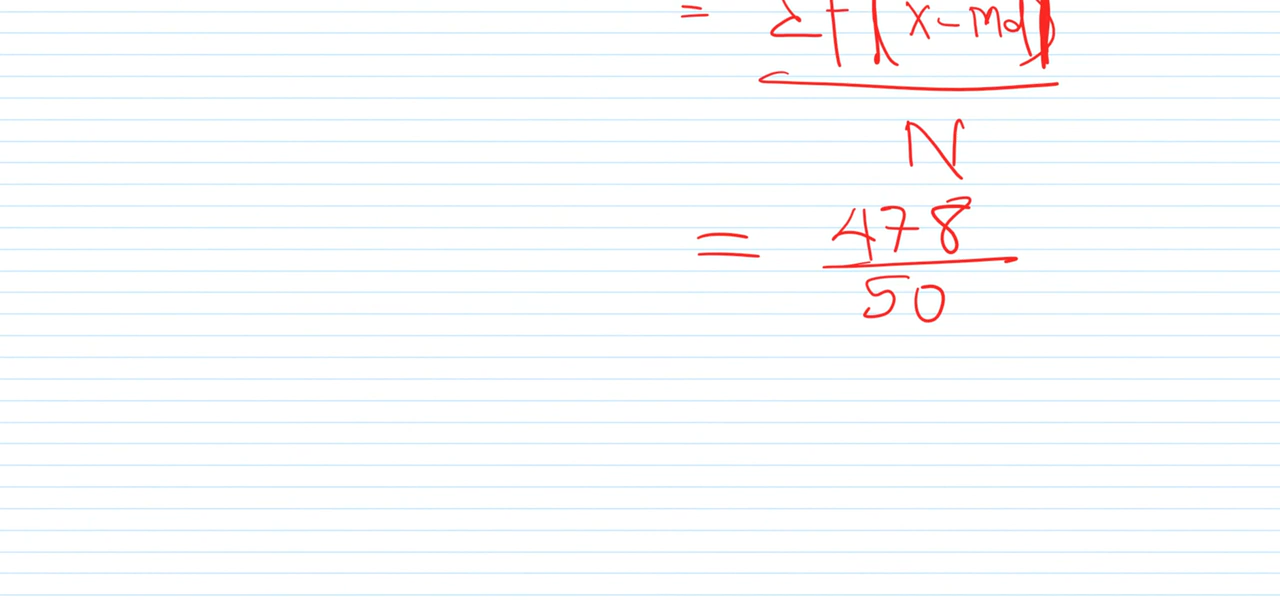 = Σf|x-md|
N
= 478
50